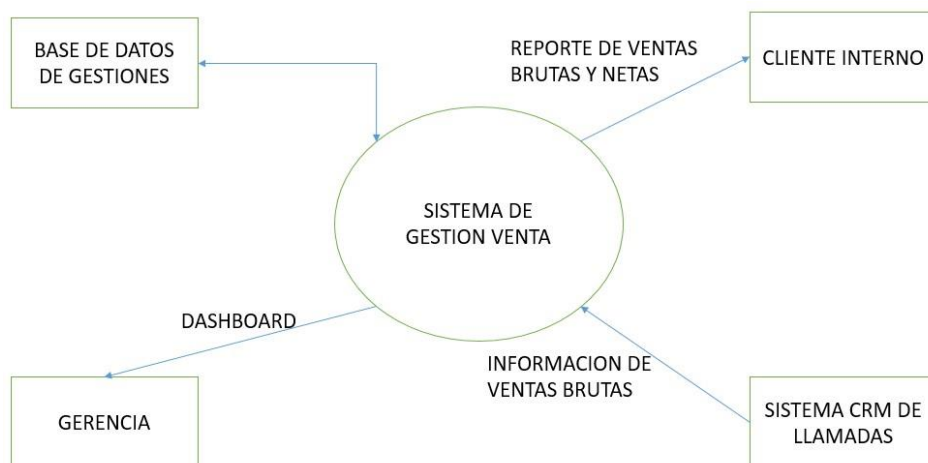 BASE DE DATOS
DE GESTIONES
REPORTE DE VENTAS
BRUTAS Y NETAS
CLIENTE INTERNO
SISTEMA DE
GESTION VENTA
DASHBOARD
INFORMACION DE
VENTAS BRUTAS
GERENCIA
SISTEMA CRM DE
LLAMADAS